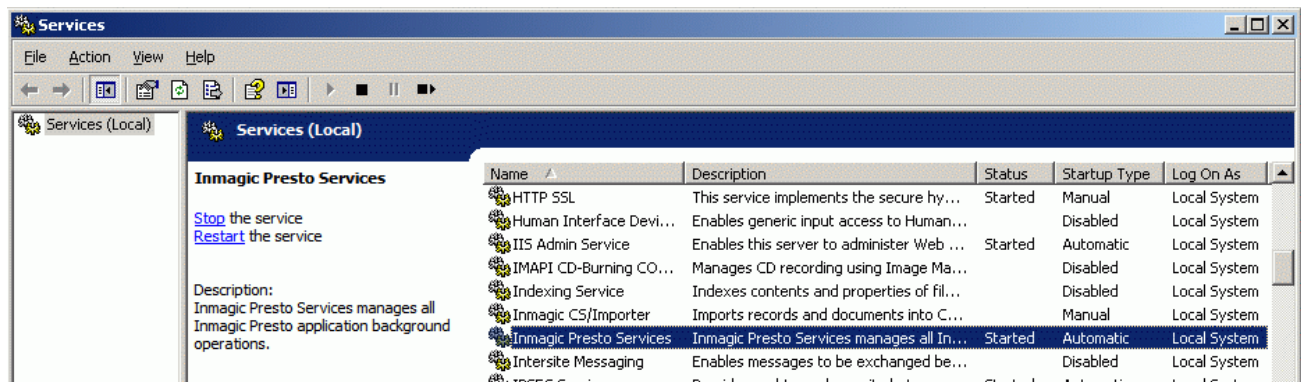 Services
File Action View Help
Services (Local)
Services (Local)
Inmagic Presto Services
Stop the service
Restart the service
Description:
Inmagic Presto Services manages all
Inmagic Presto application background
operations.
Name Description Status Startup Type Log On As
HTTP SSL This service implements the secure hy... Started Manual Local System
Human Interface Devi... Enables generic input access to Human... Disabled Local System
IIS Admin Service Enables this server to administer Web ... Started Automatic Local System
IMAPI CD-Burning CO... Manages CD recording using Image Ma... Disabled Local System
Indexing Service Indexes contents and properties of fil... Disabled Local System
Inmagic CS/Importer Imports records and documents into C... Manual Local System
Inmagic Presto Services Inmagic Presto Services manages all In... Started Automatic Local System
Intersite Messaging Enables messages to be exchanged be... Disabled Local System